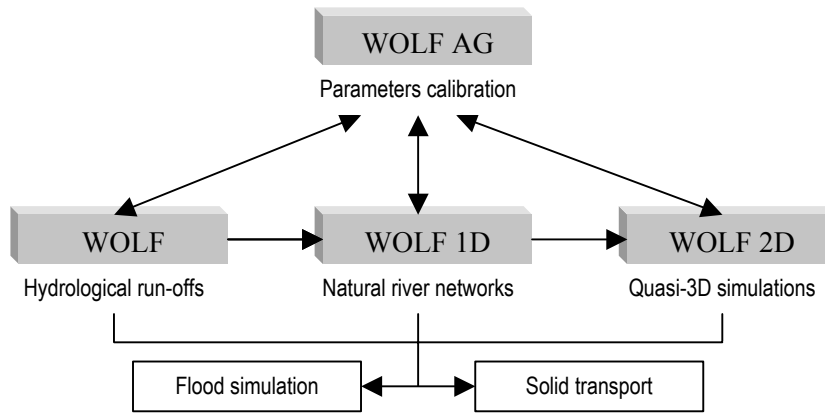 WOLF AG
Parameters calibration
WOLF
WOLF 1D
WOLF 2D
Hydrological run-offs
Natural river networks
Quasi-3D simulations
Flood simulation
Solid transport